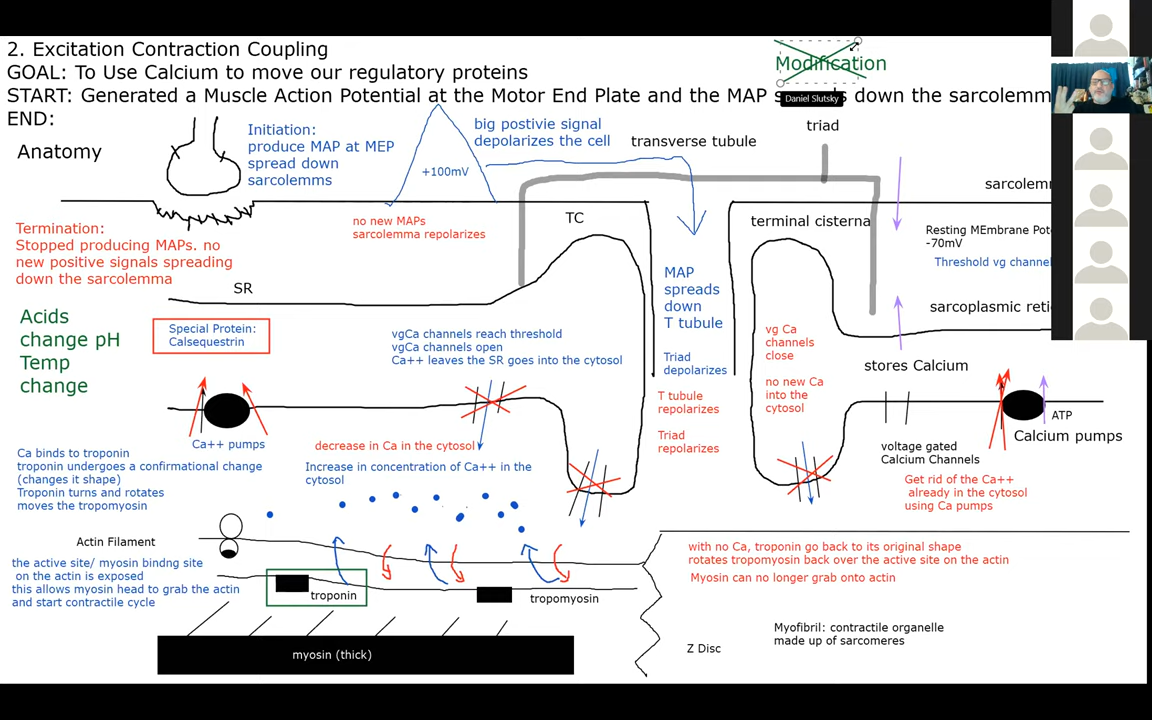 2. Excitation Contraction Coupling
GOAL: To Use Calcium to move our regulatory proteins
START: Generated a Muscle Action Potential at the Motor End Plate and the MAP down the sarcolemm
END:
Modification
Daniel Slutsky
Anatomy
Initiation:
produce MAP at MEP
spread down
sarcolemms
+100mV
big postivie signal
depolarizes the cell
transverse tubule
triad
sarcolemm
Termination:
Stopped producing MAPs. no
new positive signals spreading
down the sarcolemma
no new MAPs
sarcolemma repolarizes
TC
terminal cisterna
Resting MEmbrane Pot
-70mV
Threshold vg channel
SR
MAP
spreads
down
T tubule
sarcoplasmic reti
Acids
change pH
Temp
change
Special Protein:
Calsequestrin
vgCa channels reach threshold
vgCa channels open
Ca++ leaves the SR goes into the cytosol
Triad
depolarizes
vg Ca
channels
close
no new Ca
into the
cytosol
stores Calcium
T tubule
repolarizes
Triad
repolarizes
ATP
Calcium pumps
Ca++ pumps
voltage gated
Calcium Channels
Get rid of the Ca++
already in the cytosol
using Ca pumps
Ca binds to troponin
troponin undergoes a confirmational change
(changes it shape)
Troponin turns and rotates
moves the tropomyosin
decrease in Ca in the cytosol
Increase in concentration of Ca++ in the
cytosol
Actin Filament
the active site/ myosin bindng site
on the actin is exposed
this allows myosin head to grab the actin
and start contractile cycle
troponin
tropomyosin
with no Ca, troponin go back to its original shape
rotates tropomyosin back over the active site on the actin
Myosin can no longer grab onto actin
myosin (thick)
Z Disc
Myofibril: contractile organelle
made up of sarcomeres